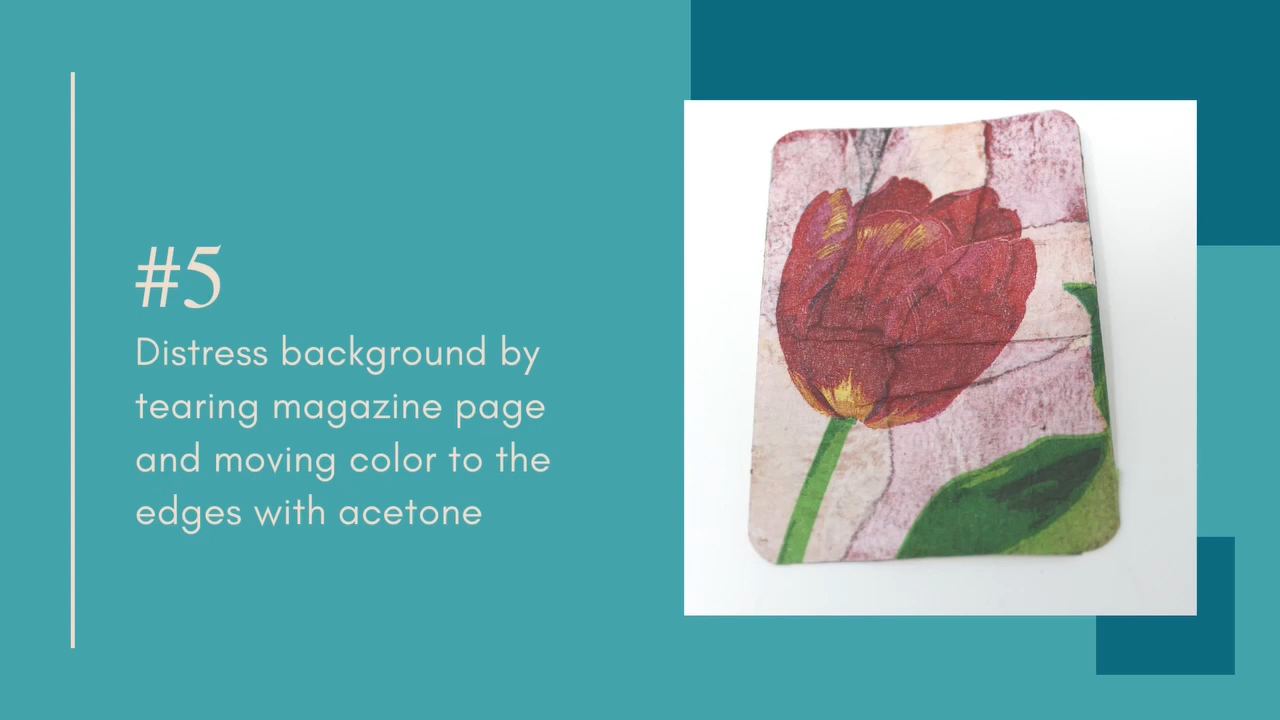 #5
Distress background by
tearing magazine page
and moving color to the
edges with acetone